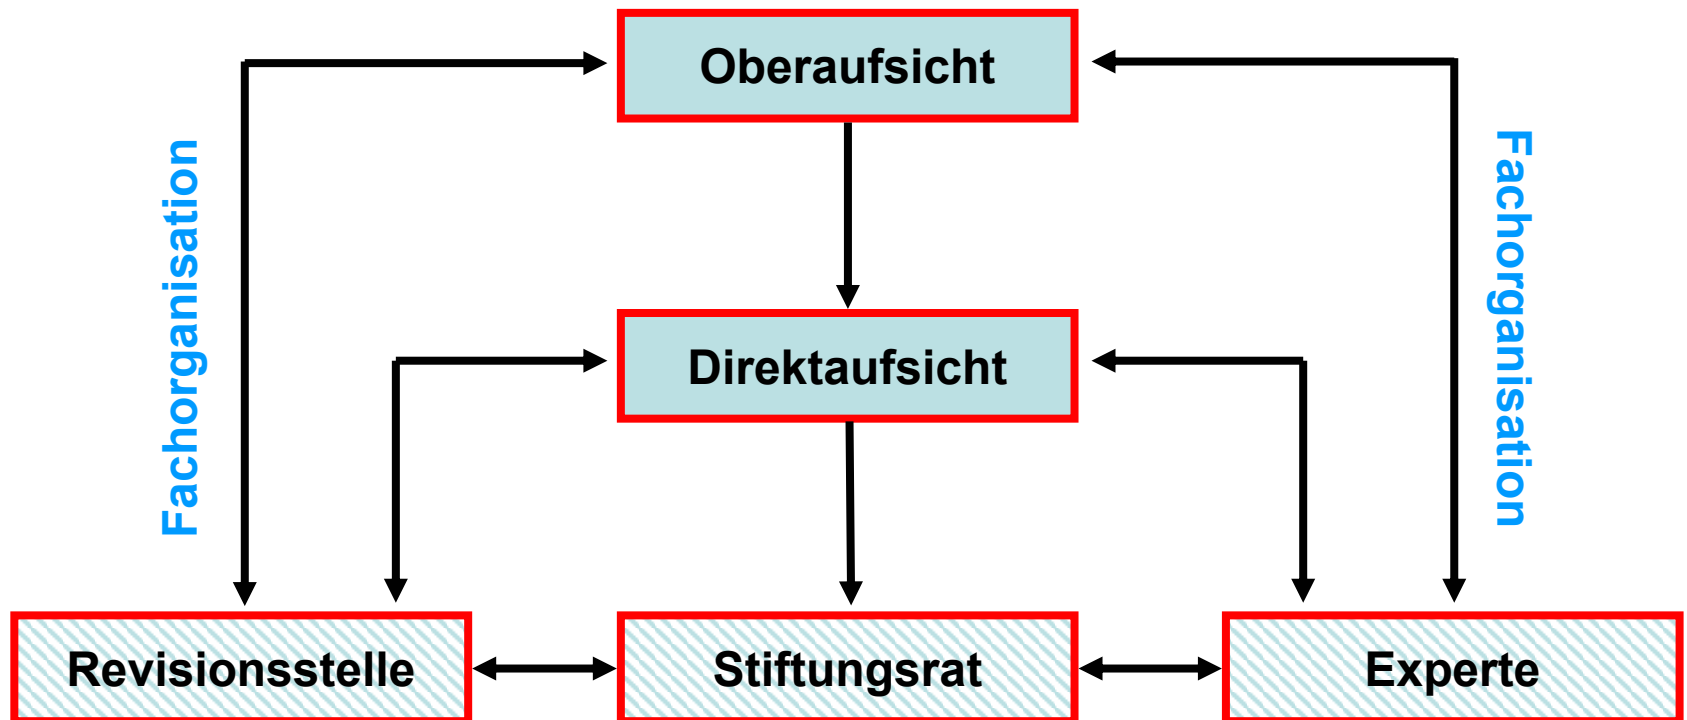 Oberaufsicht
Fachorganisation
Fachorganisation
Direktaufsicht
Revisionsstelle
Stiftungsrat
Experte